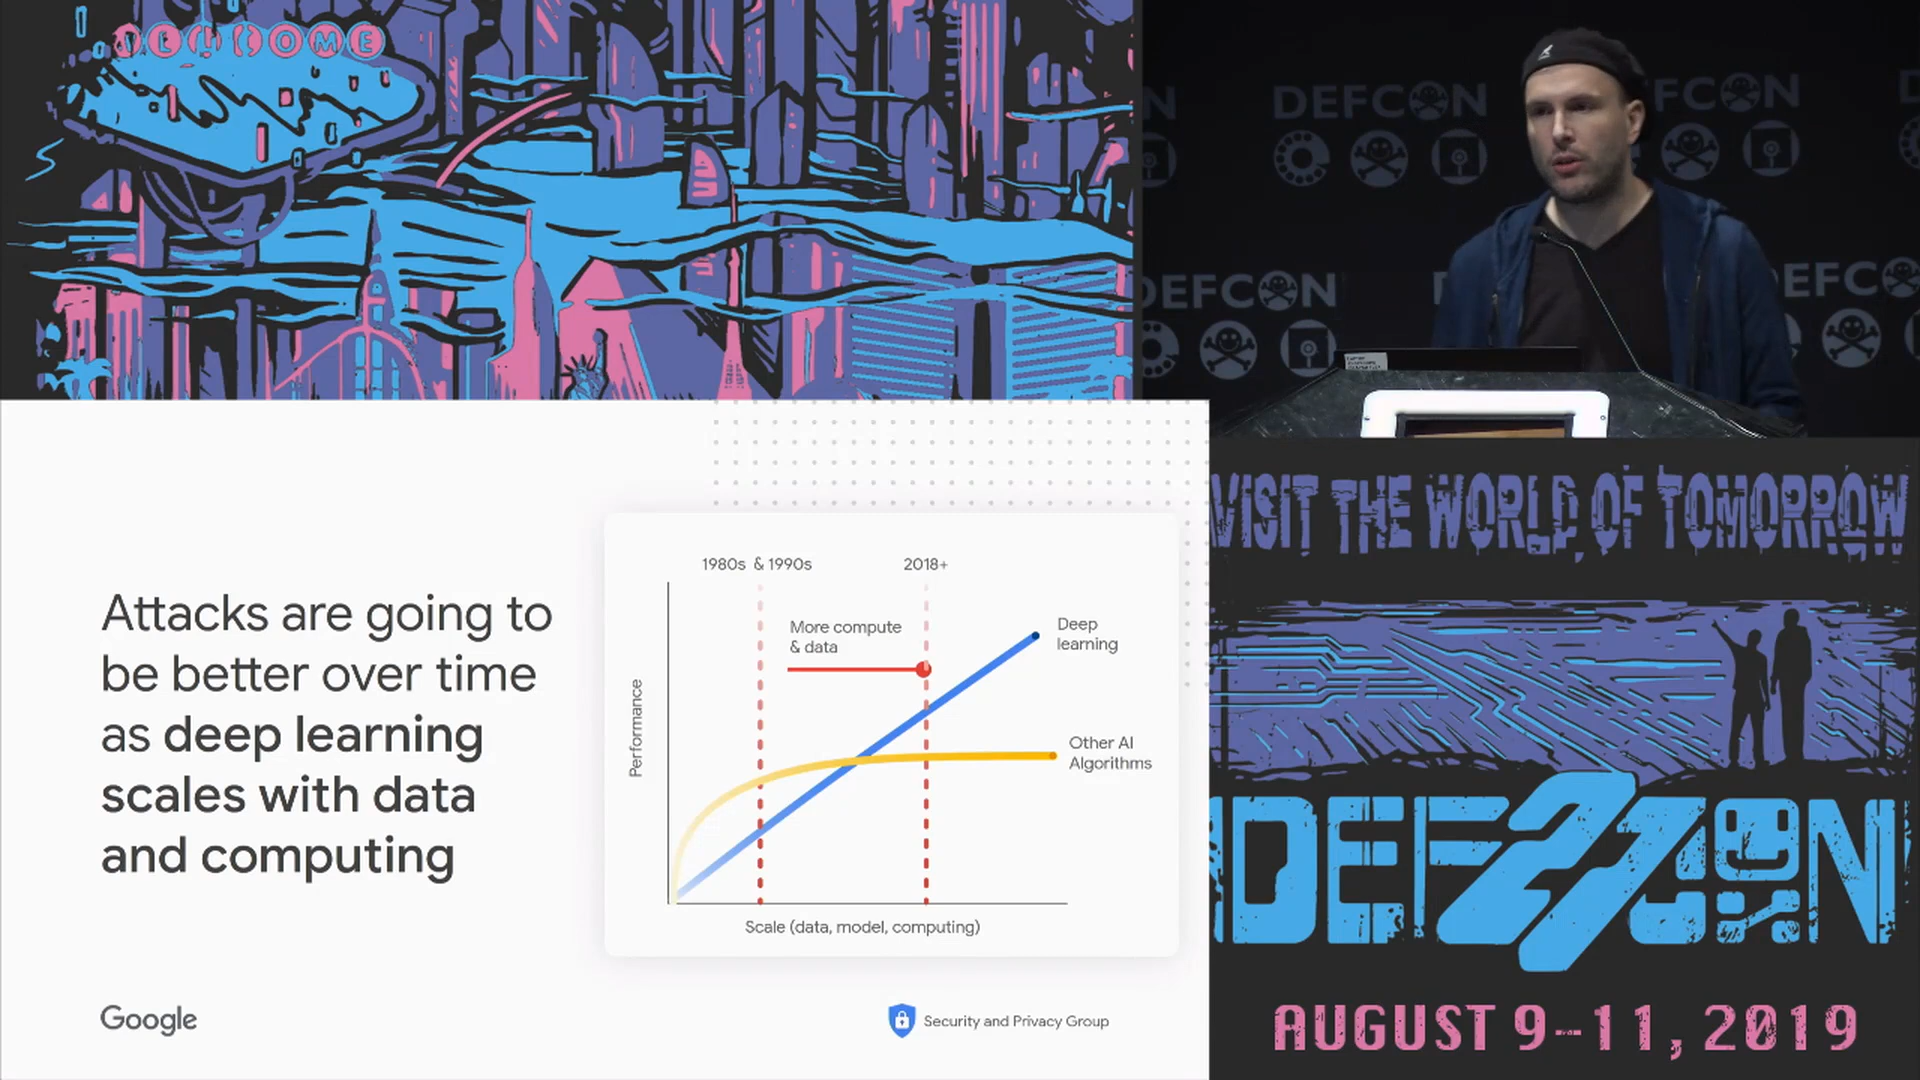 WELCOME
DEFCON
DEFCON
DEFCON
DEFCON
Attacks are going to
be better over time
as deep learning
scales with data
and computing
1980s & 1990s
2018+
More compute
& data
Deep
learning
Other AI
Algorithms
Performance
Scale (data, model, computing)
Google
Security and Privacy Group
VISIT THE WORLD OF TOMORROW
DEFCON
27
AUGUST 9-11, 2019